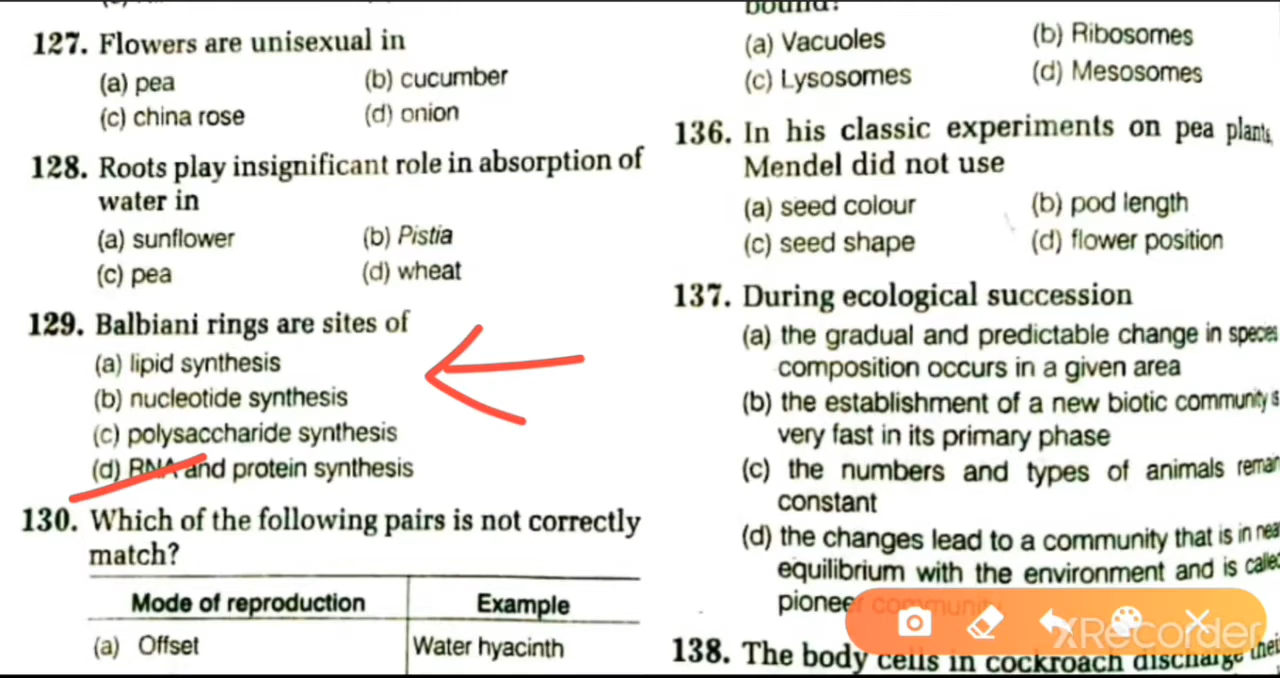 127. Flowers are unisexual in
(a) pea (b) cucumber
(c) china rose (d) onion
128. Roots play insignificant role in absorption of
water in
(a) sunflower (b) Pistia
(c) pea (d) wheat
129. Balbiani rings are sites of
(a) lipid synthesis
(b) nucleotide synthesis
(c) polysaccharide synthesis
(d) RNA and protein synthesis
130. Which of the following pairs is not correctly
match?
Mode of reproduction Example
(a) Offset Water hyacinth
bound?
(a) Vacuoles (b) Ribosomes
(c) Lysosomes (d) Mesosomes
136. In his classic experiments on pea plants,
Mendel did not use
(a) seed colour (b) pod length
(c) seed shape (d) flower position
137. During ecological succession
(a) the gradual and predictable change in species
composition occurs in a given area
(b) the establishment of a new biotic community is
very fast in its primary phase
(c) the numbers and types of animals remain
constant
(d) the changes lead to a community that is in near
equilibrium with the environment and is called
pioneer community
XRecorder
138. The body cells in cockroach discharge their